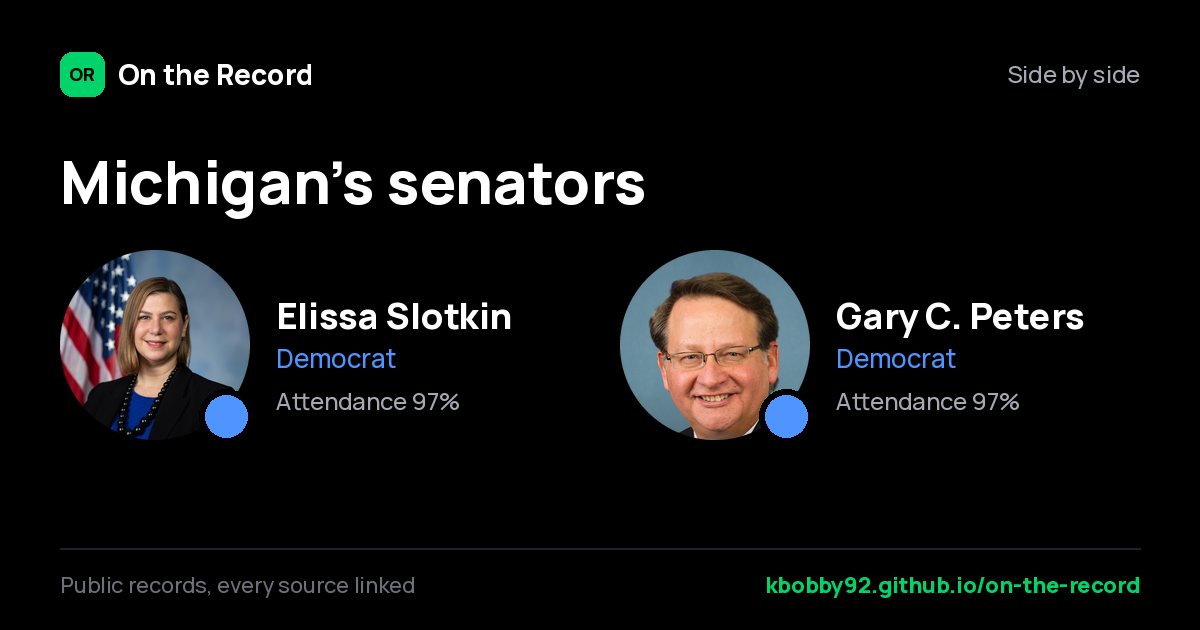 OR On the Record
Side by side
Michigan’s senators
Elissa Slotkin
Democrat
Attendance 97%
Gary C. Peters
Democrat
Attendance 97%
Public records, every source linked
kbobby92.github.io/on-the-record